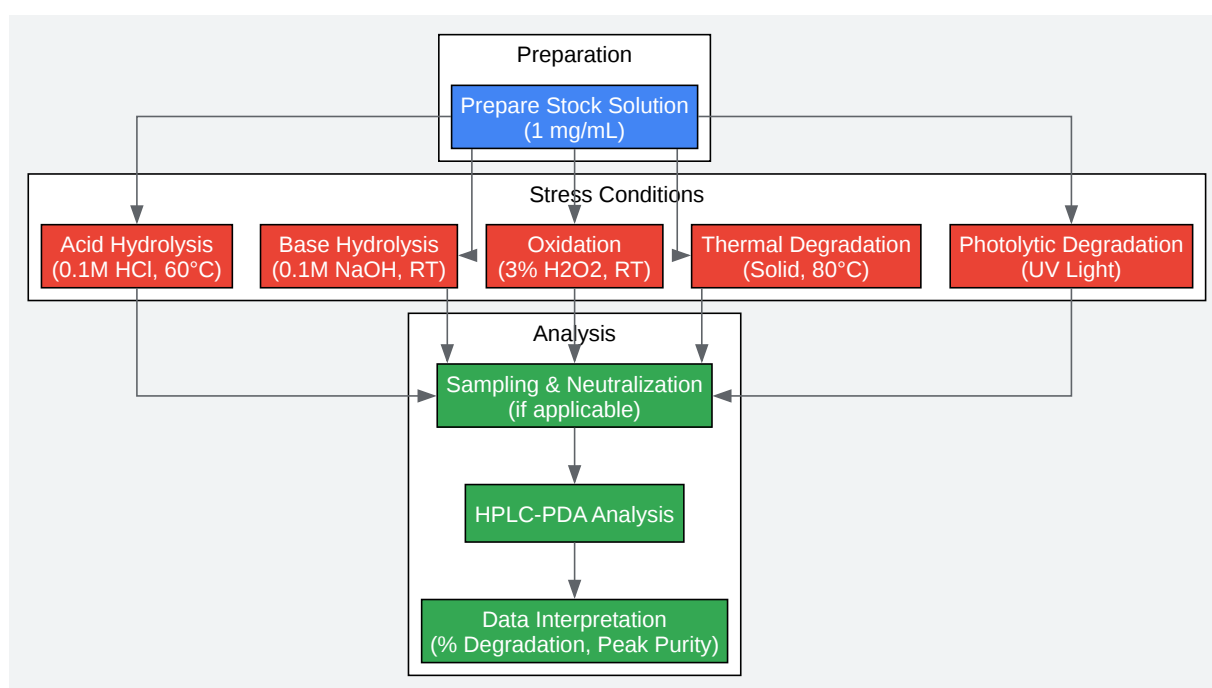 Preparation
Prepare Stock Solution
(1 mg/mL)
Stress Conditions
Acid Hydrolysis
(0.1M HCl, 60°C)
Base Hydrolysis
(0.1M NaOH, RT)
Oxidation
(3% H2O2, RT)
Thermal Degradation
(Solid, 80°C)
Photolytic Degradation
(UV Light)
Analysis
Sampling & Neutralization
(if applicable)
HPLC-PDA Analysis
Data Interpretation
(% Degradation, Peak Purity)